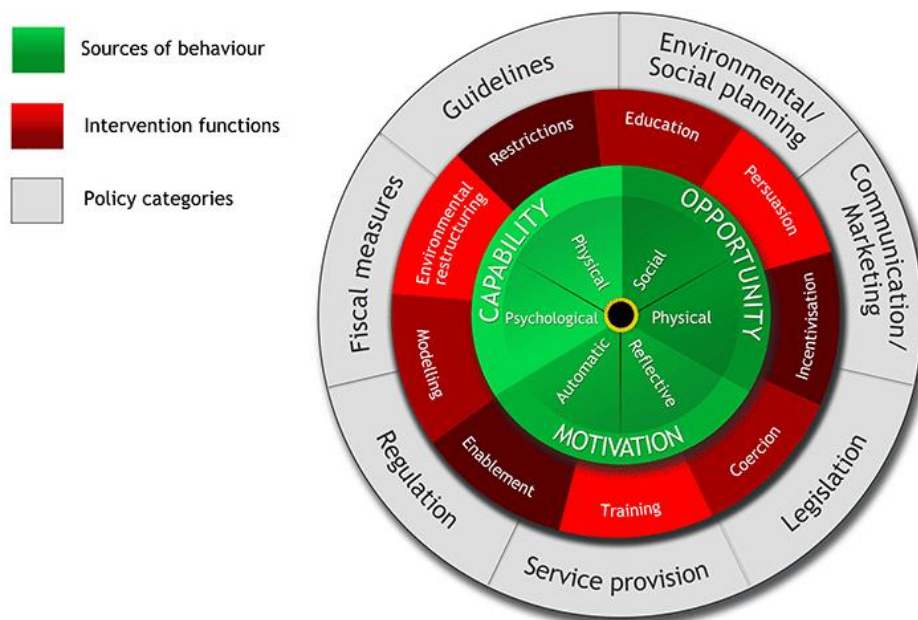 Sources of behaviour
Intervention functions
Policy categories
Guidelines
Environmental/
Social planning
Communication/
Marketing
Legislation
Service provision
Regulation
Fiscal measures
Restrictions
Education
Persuasion
Incentivisation
Coercion
Training
Enablement
Modelling
Environmental
restructuring
CAPABILITY
OPPORTUNITY
MOTIVATION
Physical
Social
Physical
Reflective
Automatic
Psychological